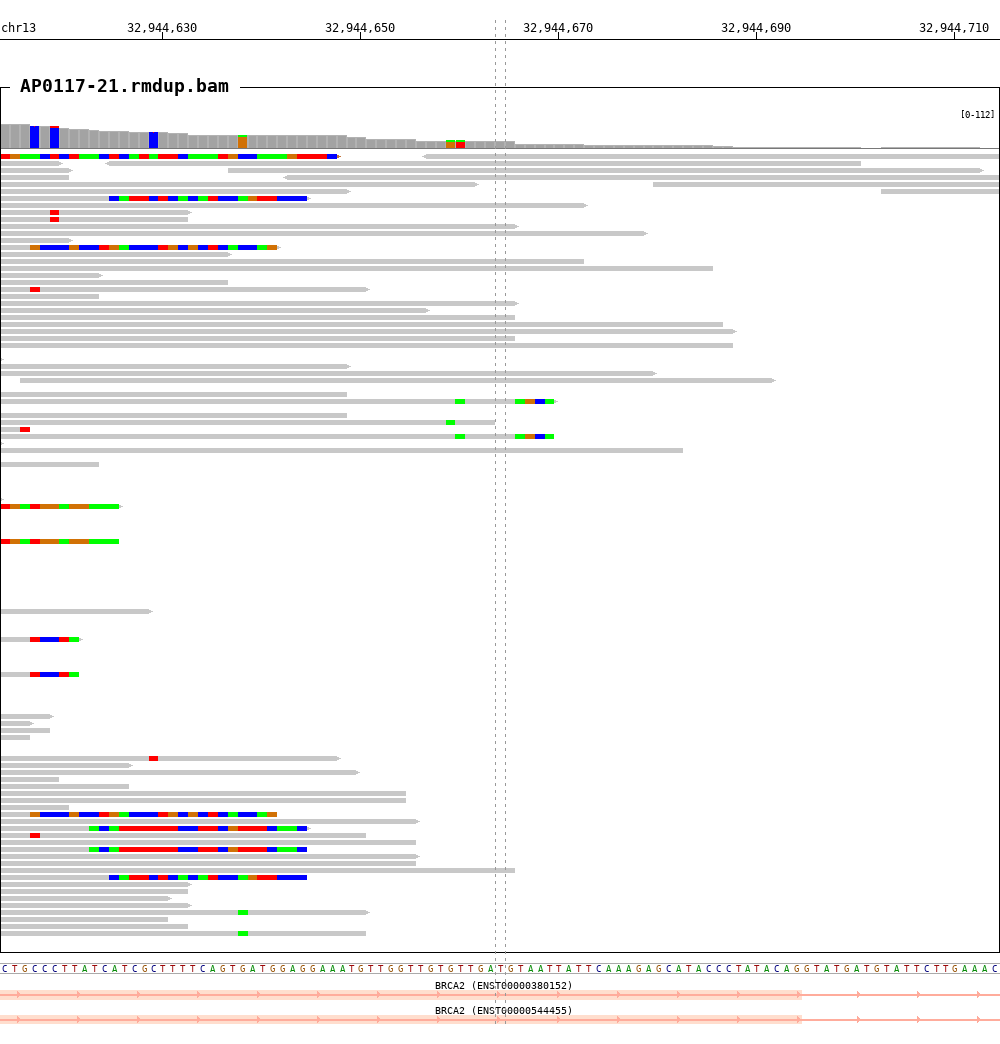 chr13 32,944,630 32,944,650 32,944,670 32,944,690 32,944,710
AP0117-21.rmdup.bam
[0-112]
C T G C C C T T A T C A T C G C T T T T C A G T G A T G G A G G A A A T G T T G G T T G T G T T G A T G T A A T T A T T C A A A G A G C A T A C C C T A T A C A G G T A T G A T G T A T T C T T G A A A C
BRCA2 (ENST00000380152)
BRCA2 (ENST00000544455)